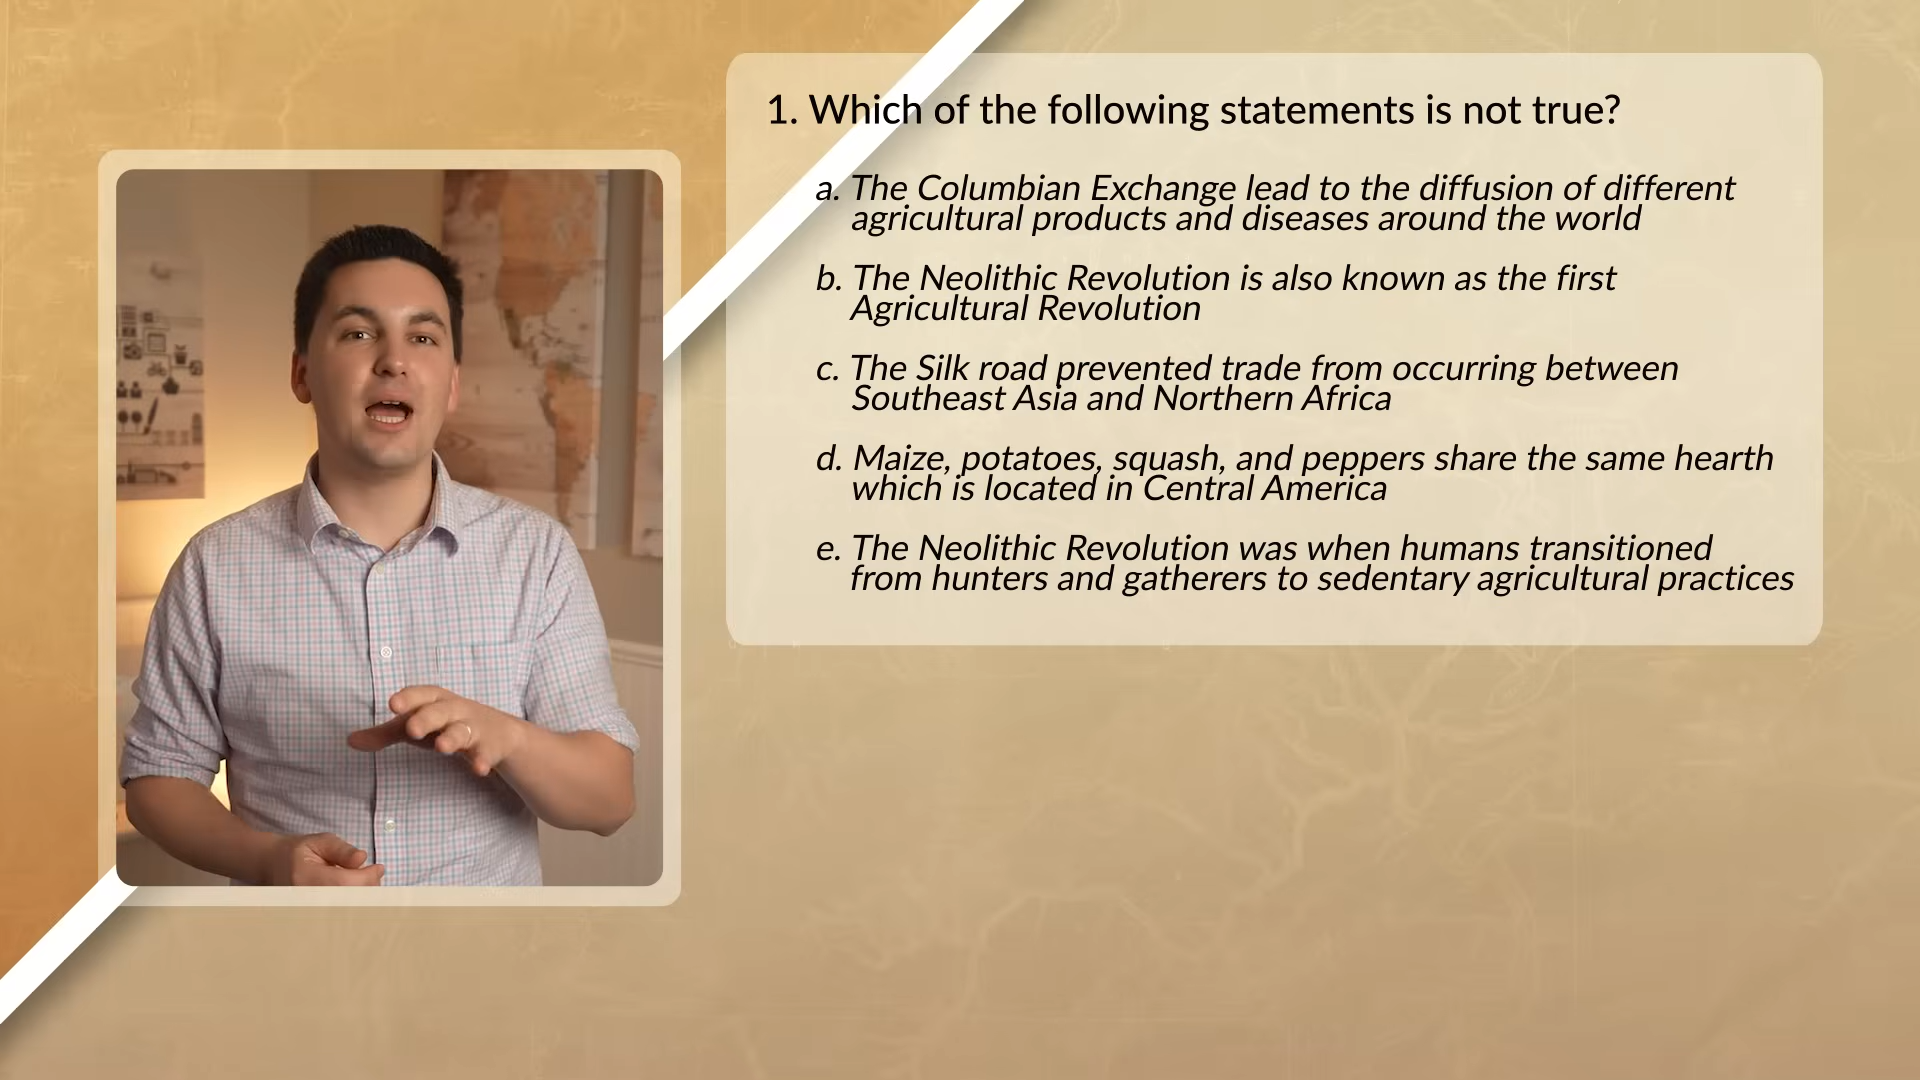 1. Which of the following statements is not true?
a. The Columbian Exchange lead to the diffusion of different
agricultural products and diseases around the world
b. The Neolithic Revolution is also known as the first
Agricultural Revolution
c. The Silk road prevented trade from occurring between
Southeast Asia and Northern Africa
d. Maize, potatoes, squash, and peppers share the same hearth
which is located in Central America
e. The Neolithic Revolution was when humans transitioned
from hunters and gatherers to sedentary agricultural practices